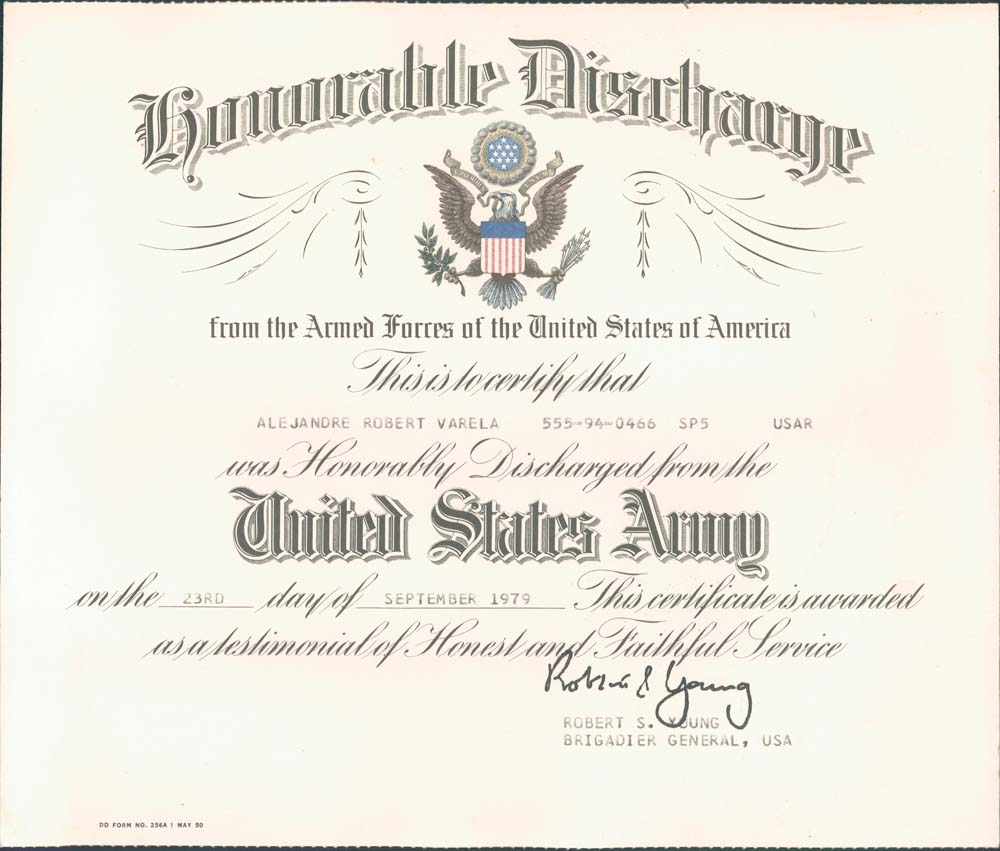 Honorable Discharge
from the Armed Forces of the United States of America
This is to certify that
ALEJANDRE ROBERT VARELA 555-94-0466 SP5 USAR
was Honorably Discharged from the
United States Army
on the 23RD day of SEPTEMBER 1979 This certificate is awarded
as a testimonial of Honest and Faithful Service
Robert S Young
ROBERT S. YOUNG
BRIGADIER GENERAL, USA
DD FORM NO. 256A 1 MAY 50